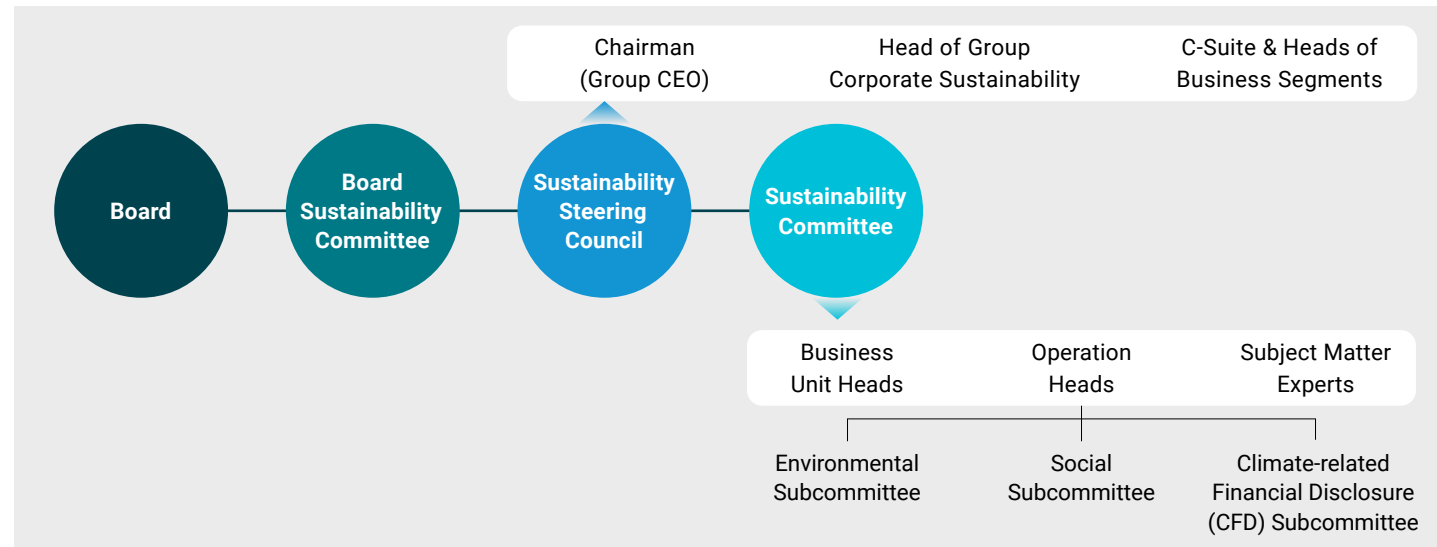 Chairman
(Group CEO)
Head of Group
Corporate Sustainability
C-Suite & Heads of
Business Segments
Board
Board
Sustainability
Committee
Sustainability
Steering
Council
Sustainability
Committee
Business
Unit Heads
Operation
Heads
Subject Matter
Experts
Environmental
Subcommittee
Social
Subcommittee
Climate-related
Financial Disclosure
(CFD) Subcommittee